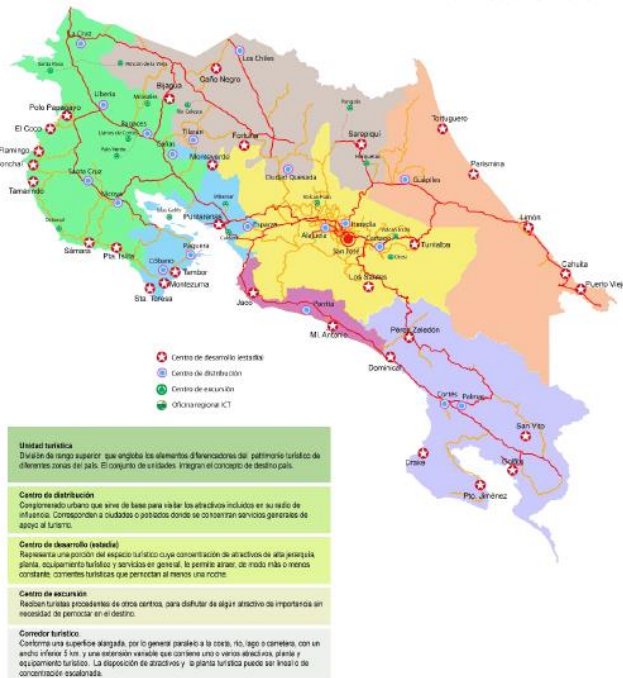 La Cruz
Los Chiles
Caño Negro
Bijagua
Liberia
Polo Papagayo
El Coco
Bagaces
Tilarán
Fortuna
Sarapiquí
Tortuguero
Flamingo
Cañas
Monteverde
Parismina
Ciudad Quesada
Guápiles
Santa Cruz
Tamarindo
Nicoya
Puntarenas
Esparza
Alajuela
Heredia
San José
Cartago
Turrialba
Limón
Sámara
Pta. Islita
Paquera
Cóbano
Tambor
Montezuma
Sta. Teresa
Los Santos
Cahuita
Puerto Viejo
Jacó
Parrita
Ml. Antonio
Pérez Zeledón
Dominical
Cortés
Palmar
San Vito
Drake
Golfito
Pto. Jiménez
Centro de desarrollo (estadía)
Centro de distribución
Centro de excursión
Oficina regional ICT
Unidad turística
División de rango superior que engloba los elementos diferenciadores del patrimonio turístico de
diferentes zonas del país. El conjunto de unidades integran el concepto de destino país.
Centro de distribución
Conglomerado urbano que sirve de base para visitar los atractivos incluidos en su radio de
influencia. Corresponden a ciudades o poblados donde se concentran servicios generales de
apoyo al turismo.
Centro de desarrollo (estadía)
Representa una porción del espacio turístico cuya concentración de atractivos de alta jerarquía,
planta, equipamiento turístico y servicios en general, le permite atraer, de modo más o menos
constante, corrientes turísticas que pernoctan al menos una noche.
Centro de excursión
Reciben turistas procedentes de otros centros, para disfrutar de algún atractivo de importancia sin
necesidad de pernoctar en el destino.
Corredor turístico
Conforma una superficie alargada, por lo general paralelo a la costa, río, lago o carretera, con un
ancho inferior 5 km. y una extensión variable que contiene uno o varios atractivos, planta y
equipamiento turístico. La disposición de atractivos y la planta turística puede ser lineal o de
concentración escalonada.